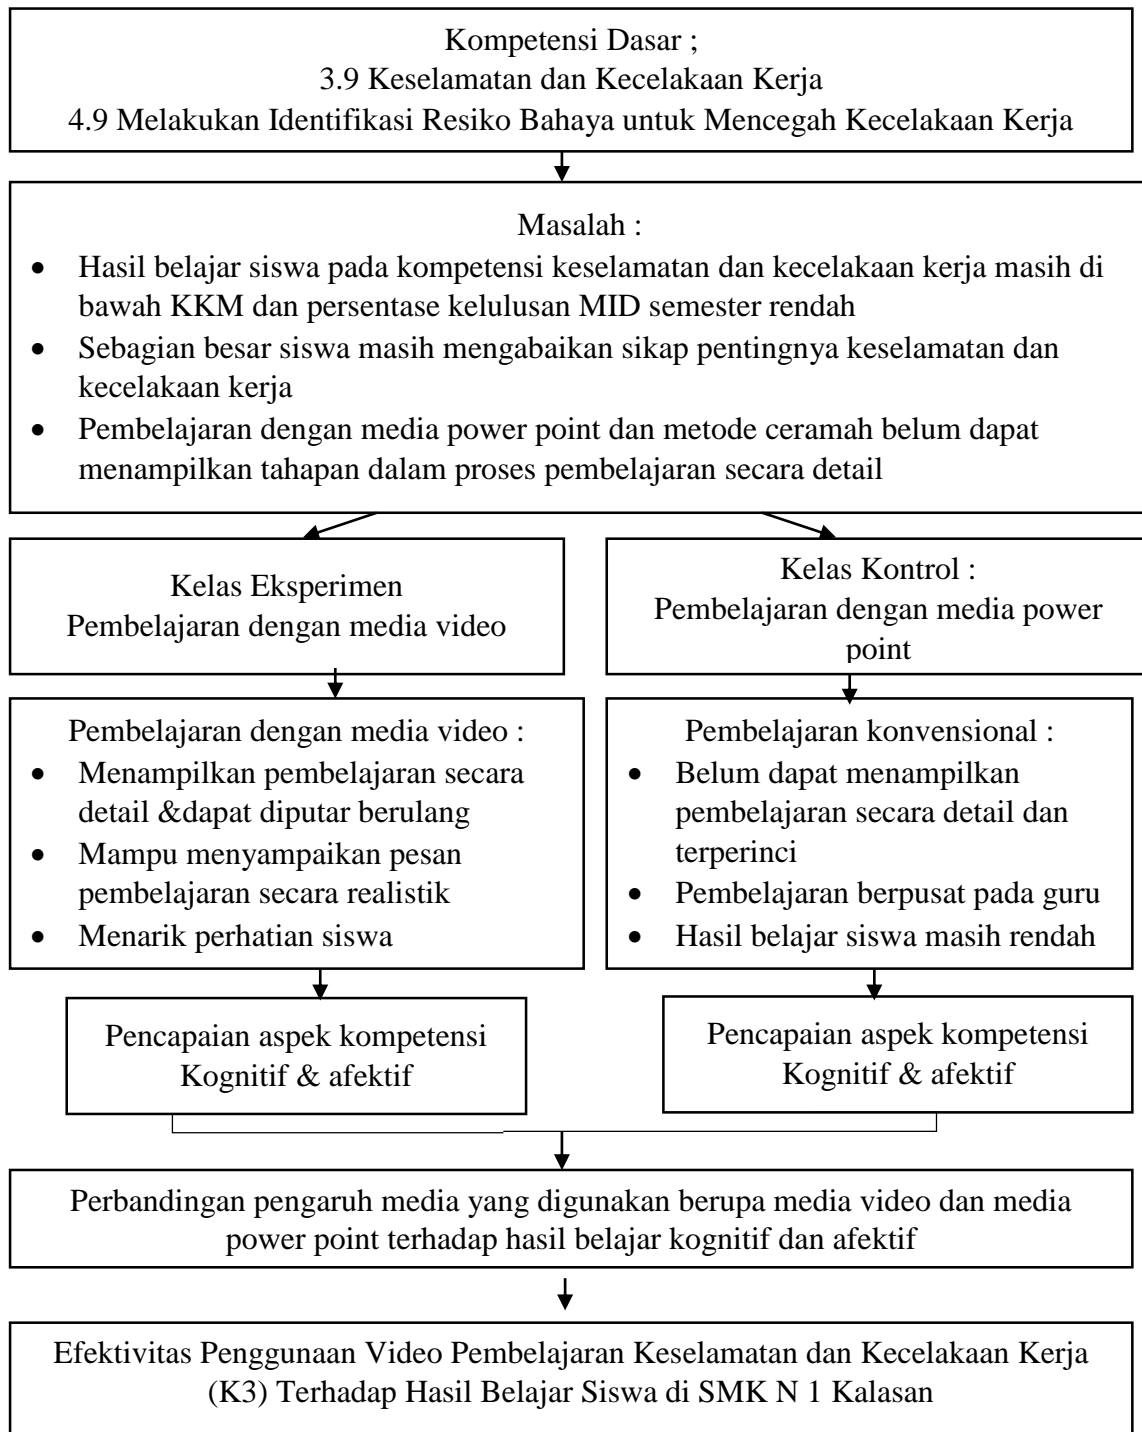 Kompetensi Dasar ;
3.9 Keselamatan dan Kecelakaan Kerja
4.9 Melakukan Identifikasi Resiko Bahaya untuk Mencegah Kecelakaan Kerja
Masalah :
• Hasil belajar siswa pada kompetensi keselamatan dan kecelakaan kerja masih di
bawah KKM dan persentase kelulusan MID semester rendah
• Sebagian besar siswa masih mengabaikan sikap pentingnya keselamatan dan
kecelakaan kerja
• Pembelajaran dengan media power point dan metode ceramah belum dapat
menampilkan tahapan dalam proses pembelajaran secara detail
Kelas Eksperimen
Pembelajaran dengan media video
Kelas Kontrol :
Pembelajaran dengan media power
point
Pembelajaran dengan media video :
• Menampilkan pembelajaran secara
detail &dapat diputar berulang
• Mampu menyampaikan pesan
pembelajaran secara realistik
• Menarik perhatian siswa
Pembelajaran konvensional :
• Belum dapat menampilkan
pembelajaran secara detail dan
terperinci
• Pembelajaran berpusat pada guru
• Hasil belajar siswa masih rendah
Pencapaian aspek kompetensi
Kognitif & afektif
Pencapaian aspek kompetensi
Kognitif & afektif
Perbandingan pengaruh media yang digunakan berupa media video dan media
power point terhadap hasil belajar kognitif dan afektif
Efektivitas Penggunaan Video Pembelajaran Keselamatan dan Kecelakaan Kerja
(K3) Terhadap Hasil Belajar Siswa di SMK N 1 Kalasan